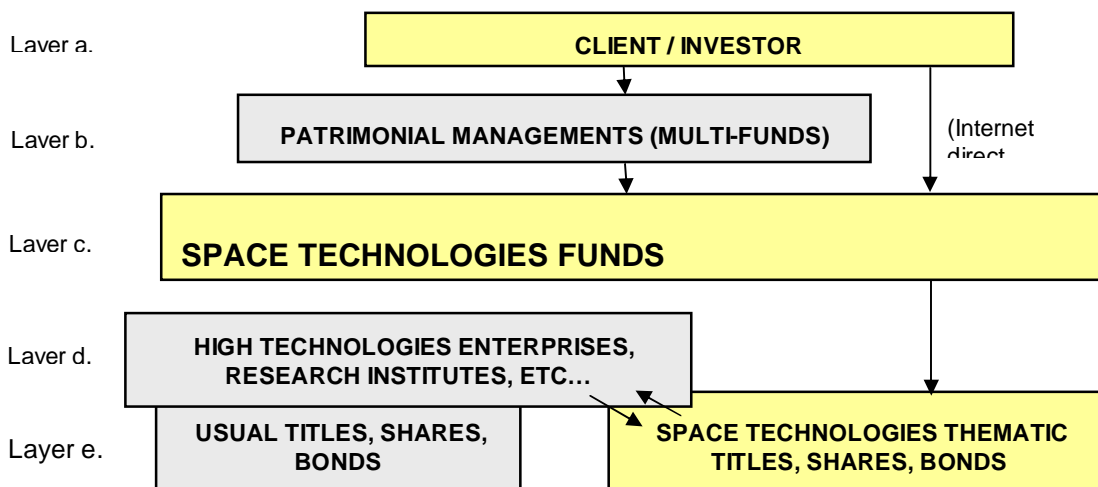 Layer a.
CLIENT / INVESTOR
Layer b.
PATRIMONIAL MANAGEMENTS (MULTI-FUNDS)
(Internet
direct
Layer c.
SPACE TECHNOLOGIES FUNDS
Layer d.
HIGH TECHNOLOGIES ENTERPRISES,
RESEARCH INSTITUTES, ETC…
Layer e.
USUAL TITLES, SHARES,
BONDS
SPACE TECHNOLOGIES THEMATIC
TITLES, SHARES, BONDS